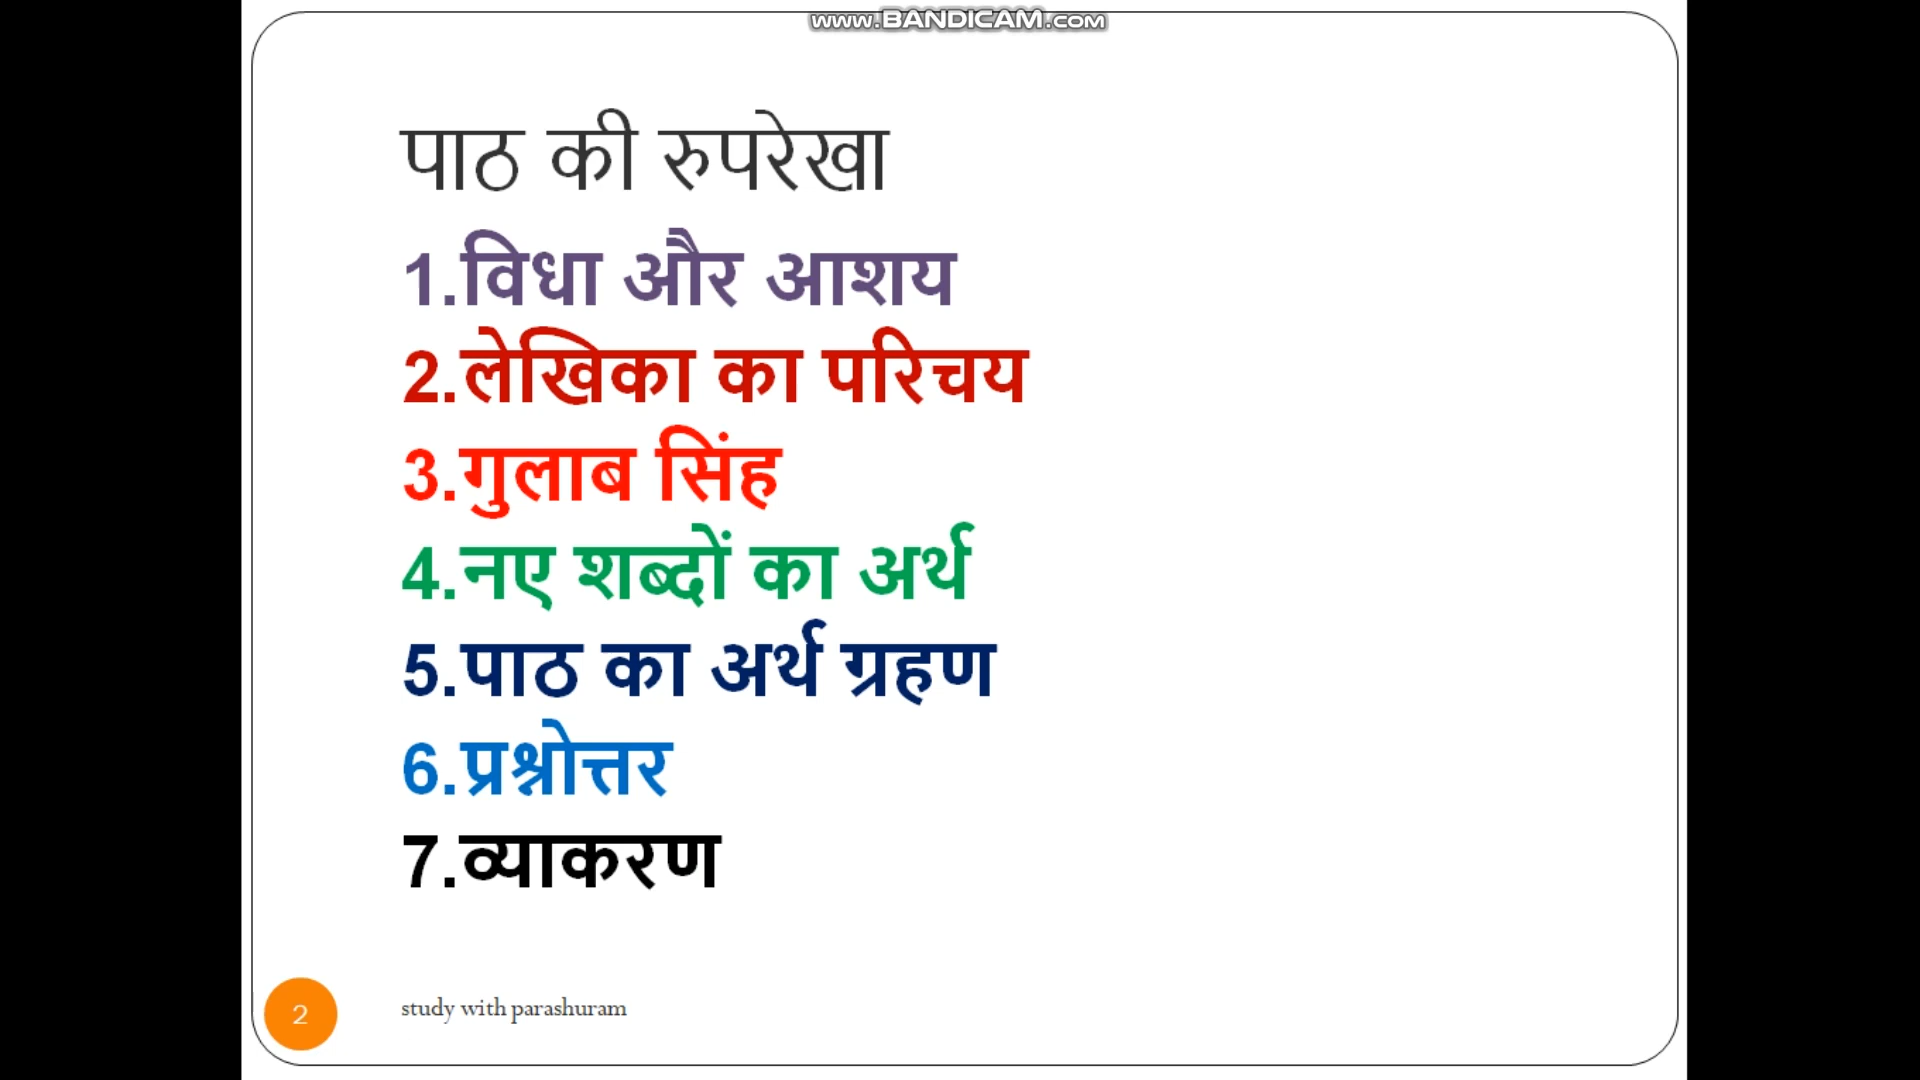 www.BANDICAM.com
पाठ की रुपरेखा
1.विधा और आशय
2.लेखिका का परिचय
3.गुलाब सिंह
4.नए शब्दों का अर्थ
5.पाठ का अर्थ ग्रहण
6.प्रश्नोत्तर
7.व्याकरण
2
study with parashuram